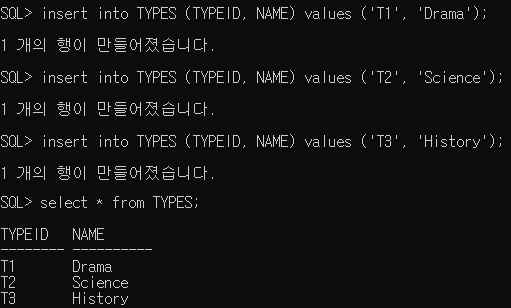 SQL> insert into TYPES (TYPEID, NAME) values ('T1', 'Drama');
1 개의 행이 만들어졌습니다.
SQL> insert into TYPES (TYPEID, NAME) values ('T2', 'Science');
1 개의 행이 만들어졌습니다.
SQL> insert into TYPES (TYPEID, NAME) values ('T3', 'History');
1 개의 행이 만들어졌습니다.
SQL> select * from TYPES;
TYPEID   NAME
-------- ----------
T1       Drama
T2       Science
T3       History